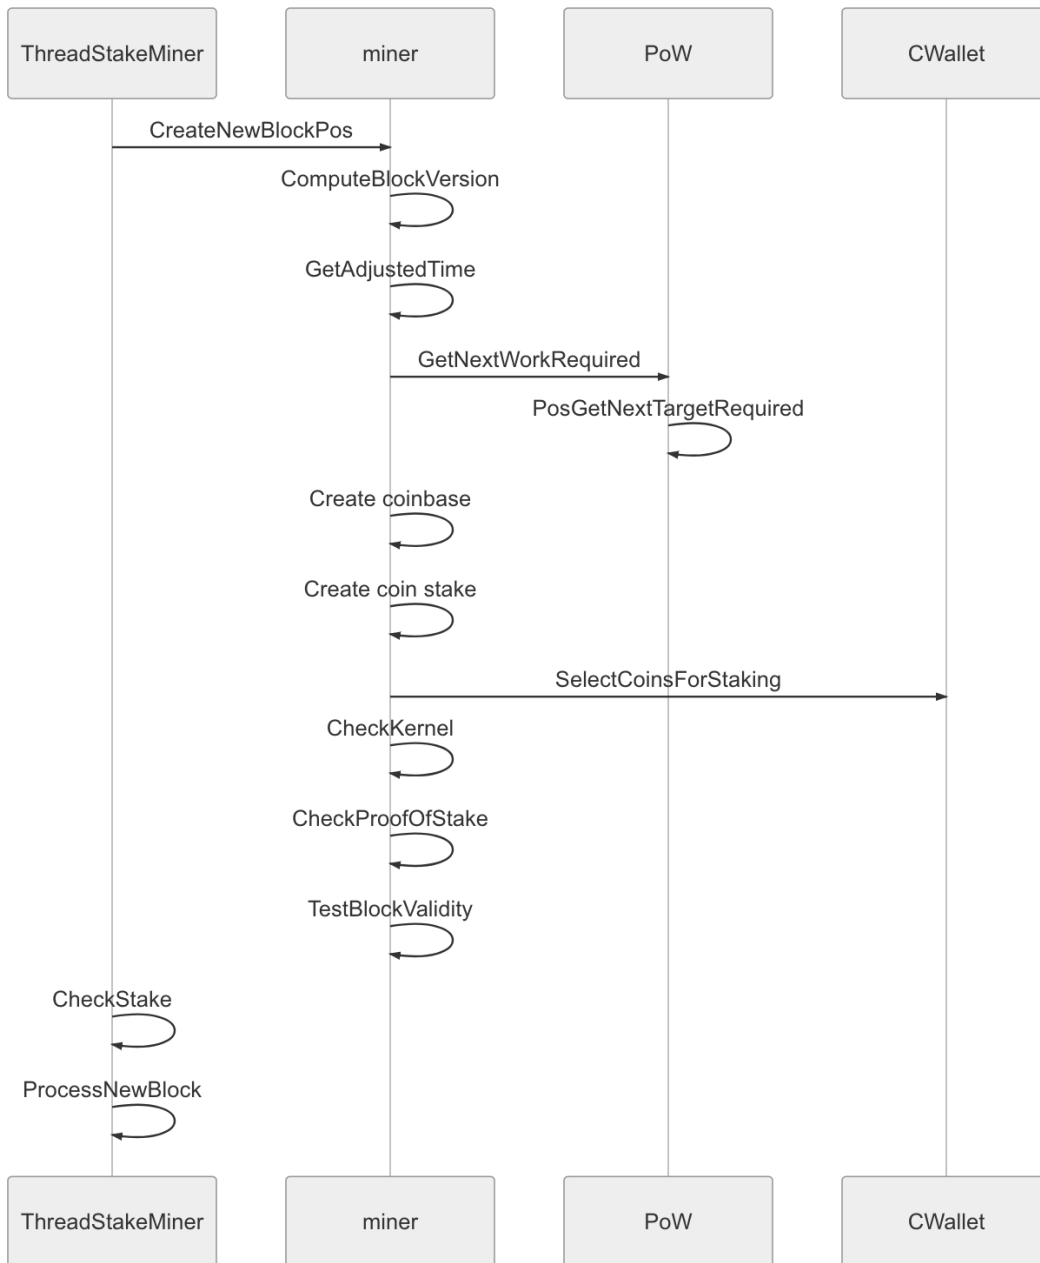 ThreadStakeMiner
miner
PoW
CWallet
CreateNewBlockPos
ComputeBlockVersion
GetAdjustedTime
GetNextWorkRequired
PosGetNextTargetRequired
Create coinbase
Create coin stake
SelectCoinsForStaking
CheckKernel
CheckProofOfStake
TestBlockValidity
CheckStake
ProcessNewBlock
ThreadStakeMiner
miner
PoW
CWallet